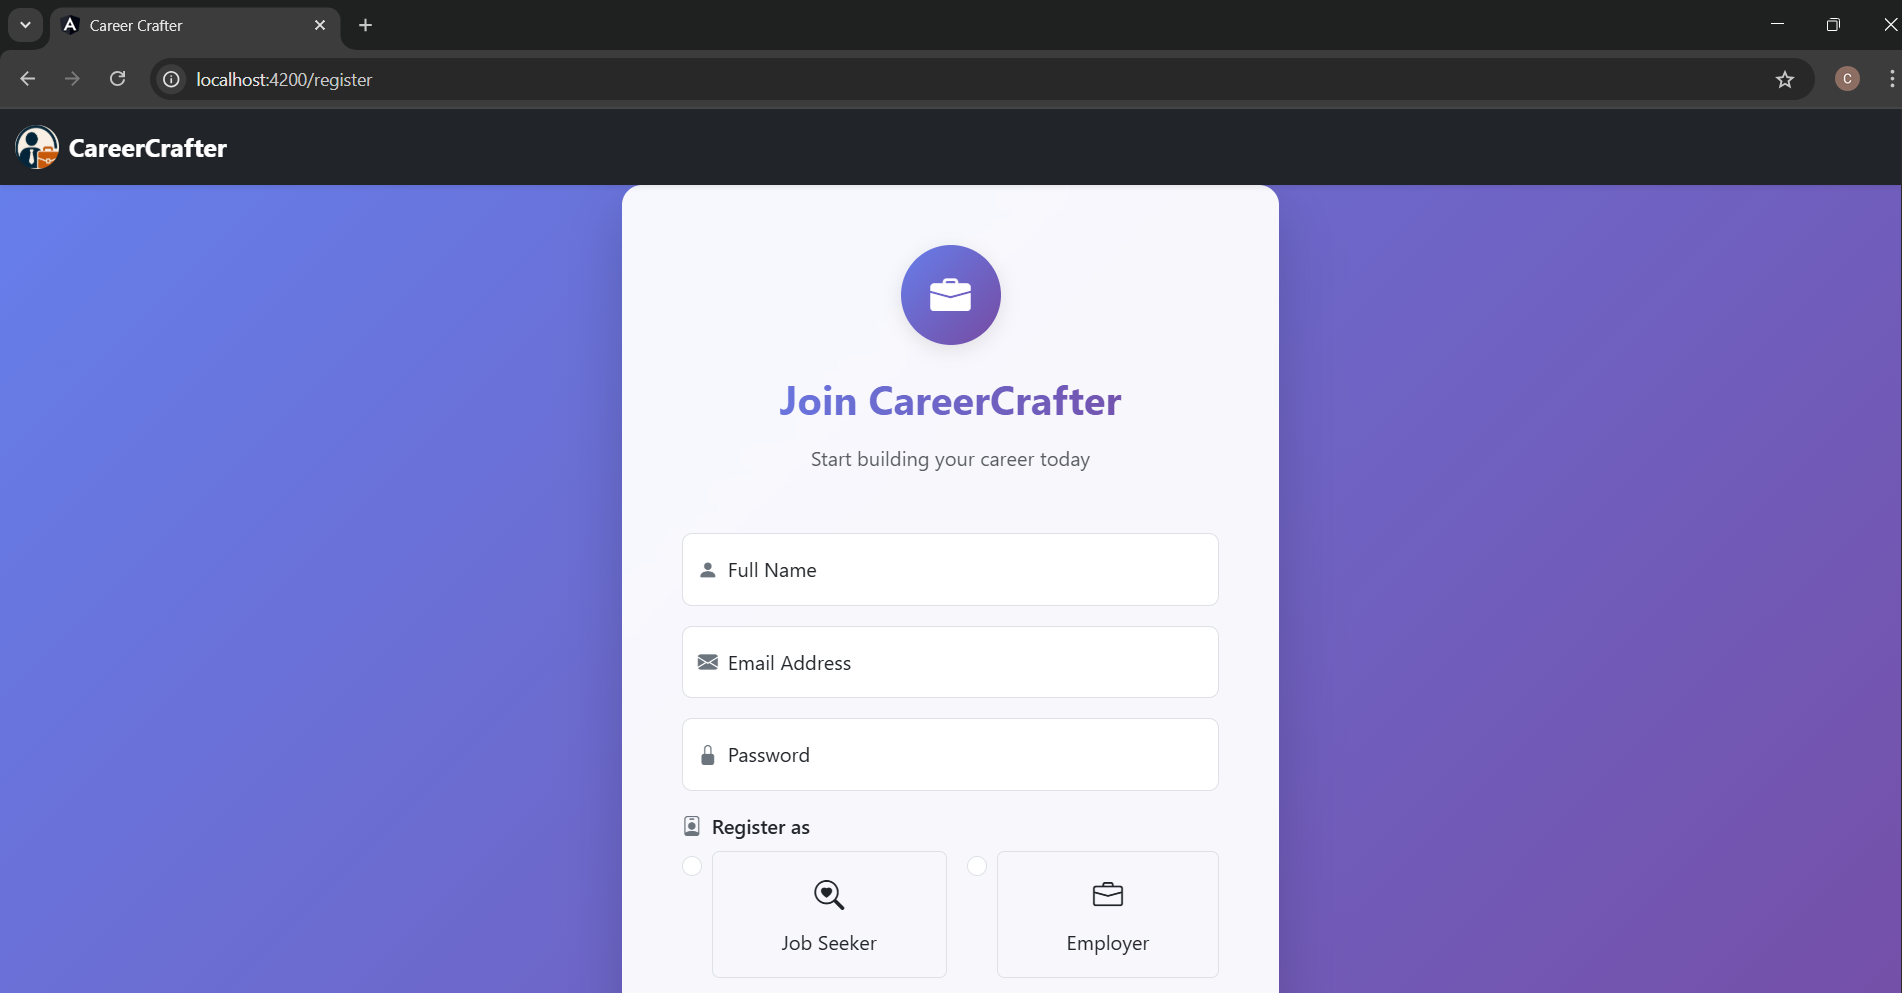 Career Crafter
localhost:4200/register
C
CareerCrafter
Join CareerCrafter
Start building your career today
Full Name
Email Address
Password
Register as
Job Seeker
Employer